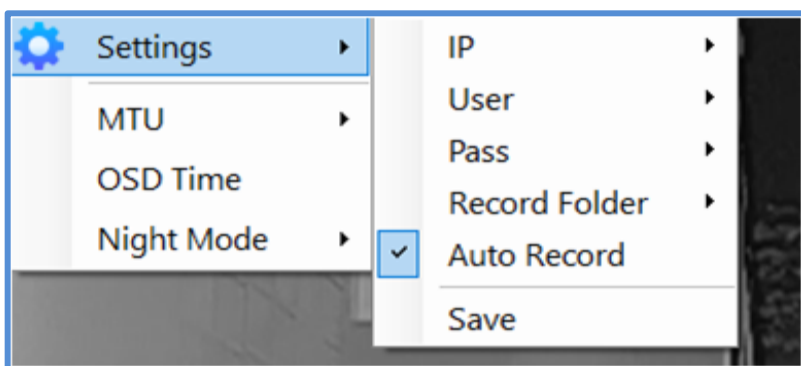 Settings
MTU
OSD Time
Night Mode
IP
User
Pass
Record Folder
Auto Record
Save